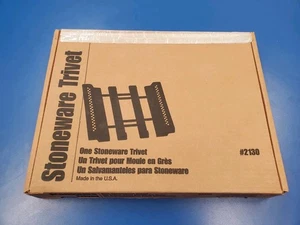 Stoneware Trivet
One Stoneware Trivet
Un Trivet pour Moule en Grès
Un Salvamanteles para Stoneware
Made in the U.S.A.
#2130